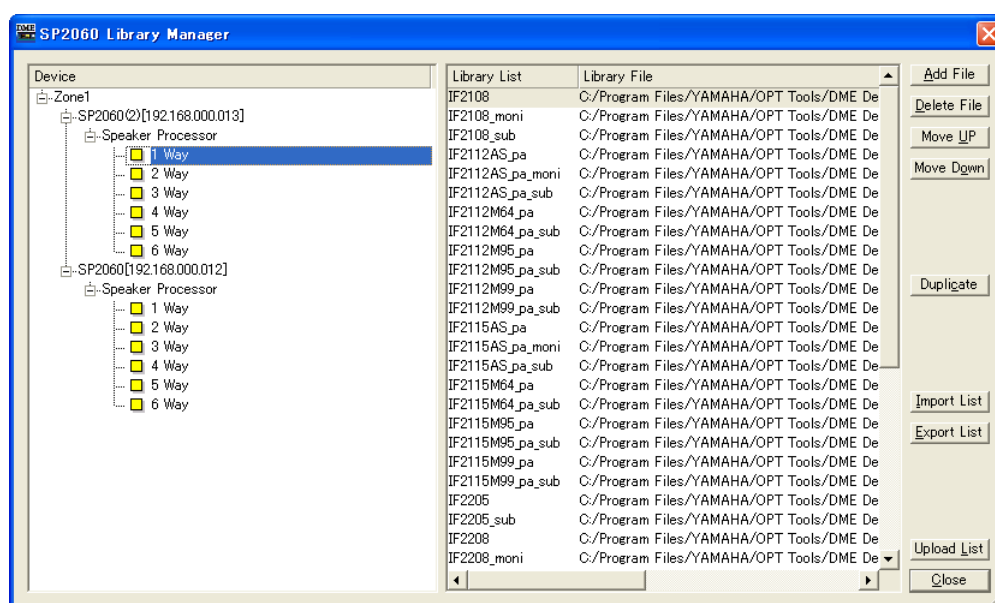 DME
SP2060 Library Manager
Device
Zone1
SP2060(2)[192.168.000.013]
Speaker Processor
1 Way
2 Way
3 Way
4 Way
5 Way
6 Way
SP2060[192.168.000.012]
Speaker Processor
1 Way
2 Way
3 Way
4 Way
5 Way
6 Way
Library List Library File
IF2108 C:/Program Files/YAMAHA/OPT Tools/DME De
IF2108_moni C:/Program Files/YAMAHA/OPT Tools/DME De
IF2108_sub C:/Program Files/YAMAHA/OPT Tools/DME De
IF2112AS_pa C:/Program Files/YAMAHA/OPT Tools/DME De
IF2112AS_pa_moni C:/Program Files/YAMAHA/OPT Tools/DME De
IF2112AS_pa_sub C:/Program Files/YAMAHA/OPT Tools/DME De
IF2112M64_pa C:/Program Files/YAMAHA/OPT Tools/DME De
IF2112M64_pa_sub C:/Program Files/YAMAHA/OPT Tools/DME De
IF2112M95_pa C:/Program Files/YAMAHA/OPT Tools/DME De
IF2112M95_pa_sub C:/Program Files/YAMAHA/OPT Tools/DME De
IF2112M99_pa C:/Program Files/YAMAHA/OPT Tools/DME De
IF2112M99_pa_sub C:/Program Files/YAMAHA/OPT Tools/DME De
IF2115AS_pa C:/Program Files/YAMAHA/OPT Tools/DME De
IF2115AS_pa_moni C:/Program Files/YAMAHA/OPT Tools/DME De
IF2115AS_pa_sub C:/Program Files/YAMAHA/OPT Tools/DME De
IF2115M64_pa C:/Program Files/YAMAHA/OPT Tools/DME De
IF2115M64_pa_sub C:/Program Files/YAMAHA/OPT Tools/DME De
IF2115M95_pa C:/Program Files/YAMAHA/OPT Tools/DME De
IF2115M95_pa_sub C:/Program Files/YAMAHA/OPT Tools/DME De
IF2115M99_pa C:/Program Files/YAMAHA/OPT Tools/DME De
IF2115M99_pa_sub C:/Program Files/YAMAHA/OPT Tools/DME De
IF2205 C:/Program Files/YAMAHA/OPT Tools/DME De
IF2205_sub C:/Program Files/YAMAHA/OPT Tools/DME De
IF2208 C:/Program Files/YAMAHA/OPT Tools/DME De
IF2208_moni C:/Program Files/YAMAHA/OPT Tools/DME De
Add File
Delete File
Move UP
Move Down
Duplicate
Import List
Export List
Upload List
Close